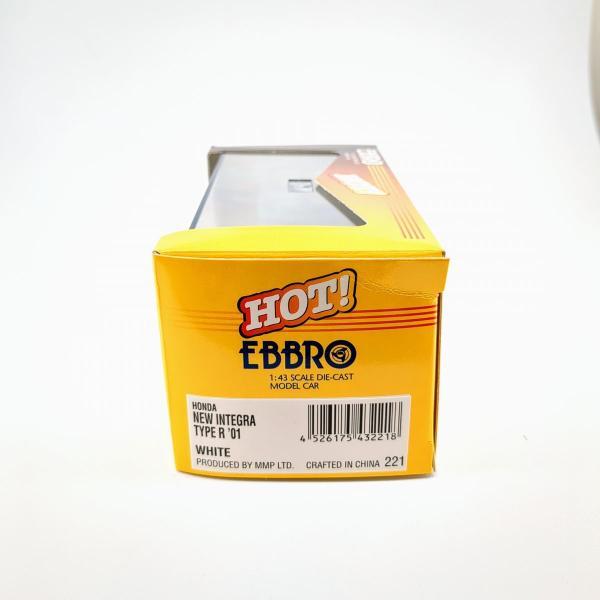 HOT!
EBBRO
1:43 SCALE DIE-CAST
MODEL CAR
HONDA
NEW INTEGRA
TYPE R '01
WHITE
4 526175 432218
PRODUCED BY MMP LTD. CRAFTED IN CHINA 221